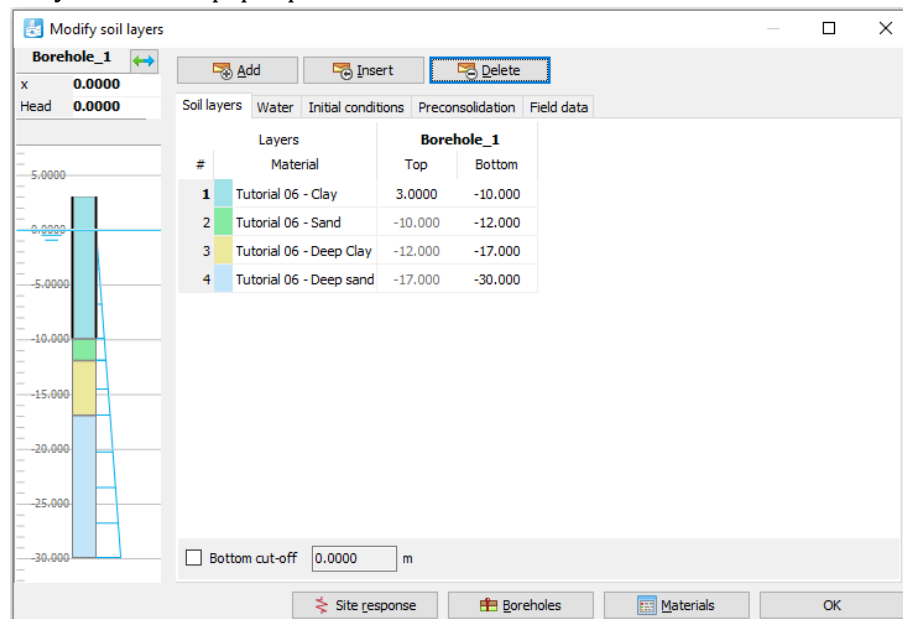 Modify soil layers
Borehole_1
x 0.0000
Head 0.0000
Add Insert Delete
Soil layers Water Initial conditions Preconsolidation Field data
Layers Borehole_1
# Material Top Bottom
1 Tutorial 06 - Clay 3.0000 -10.000
2 Tutorial 06 - Sand -10.000 -12.000
3 Tutorial 06 - Deep Clay -12.000 -17.000
4 Tutorial 06 - Deep sand -17.000 -30.000
5.0000
0.0000
-5.0000
-10.000
-15.000
-20.000
-25.000
-30.000
Bottom cut-off 0.0000 m
Site response Boreholes Materials OK